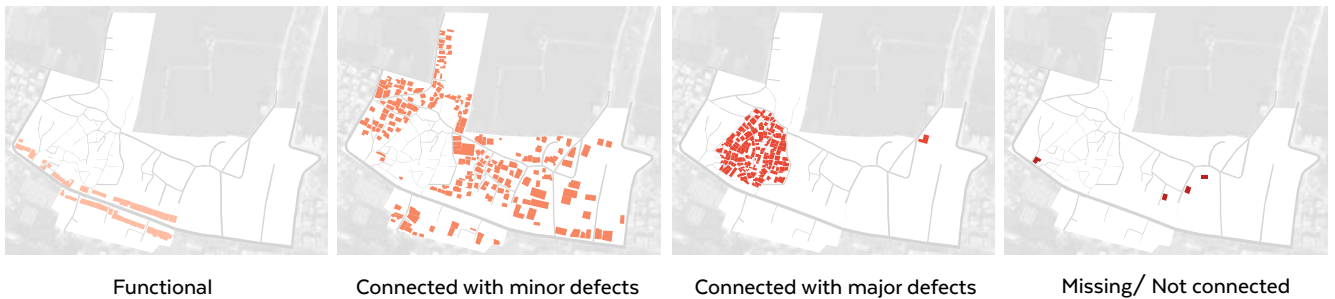 Functional
Connected with minor defects
Connected with major defects
Missing/ Not connected